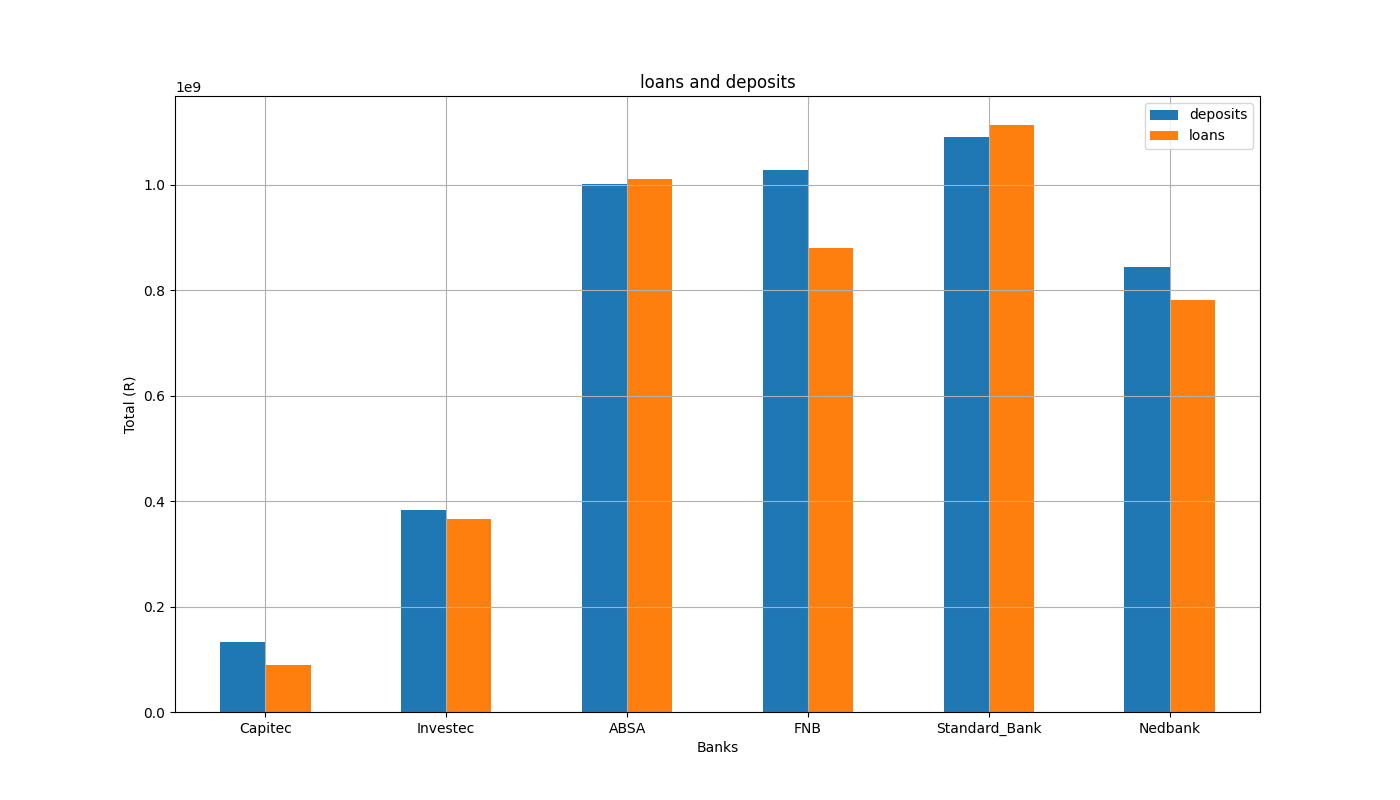 loans and deposits
1e9
deposits
loans
1.0
0.8
0.6
0.4
0.2
0.0
Total (R)
Capitec Investec ABSA FNB Standard_Bank Nedbank
Banks